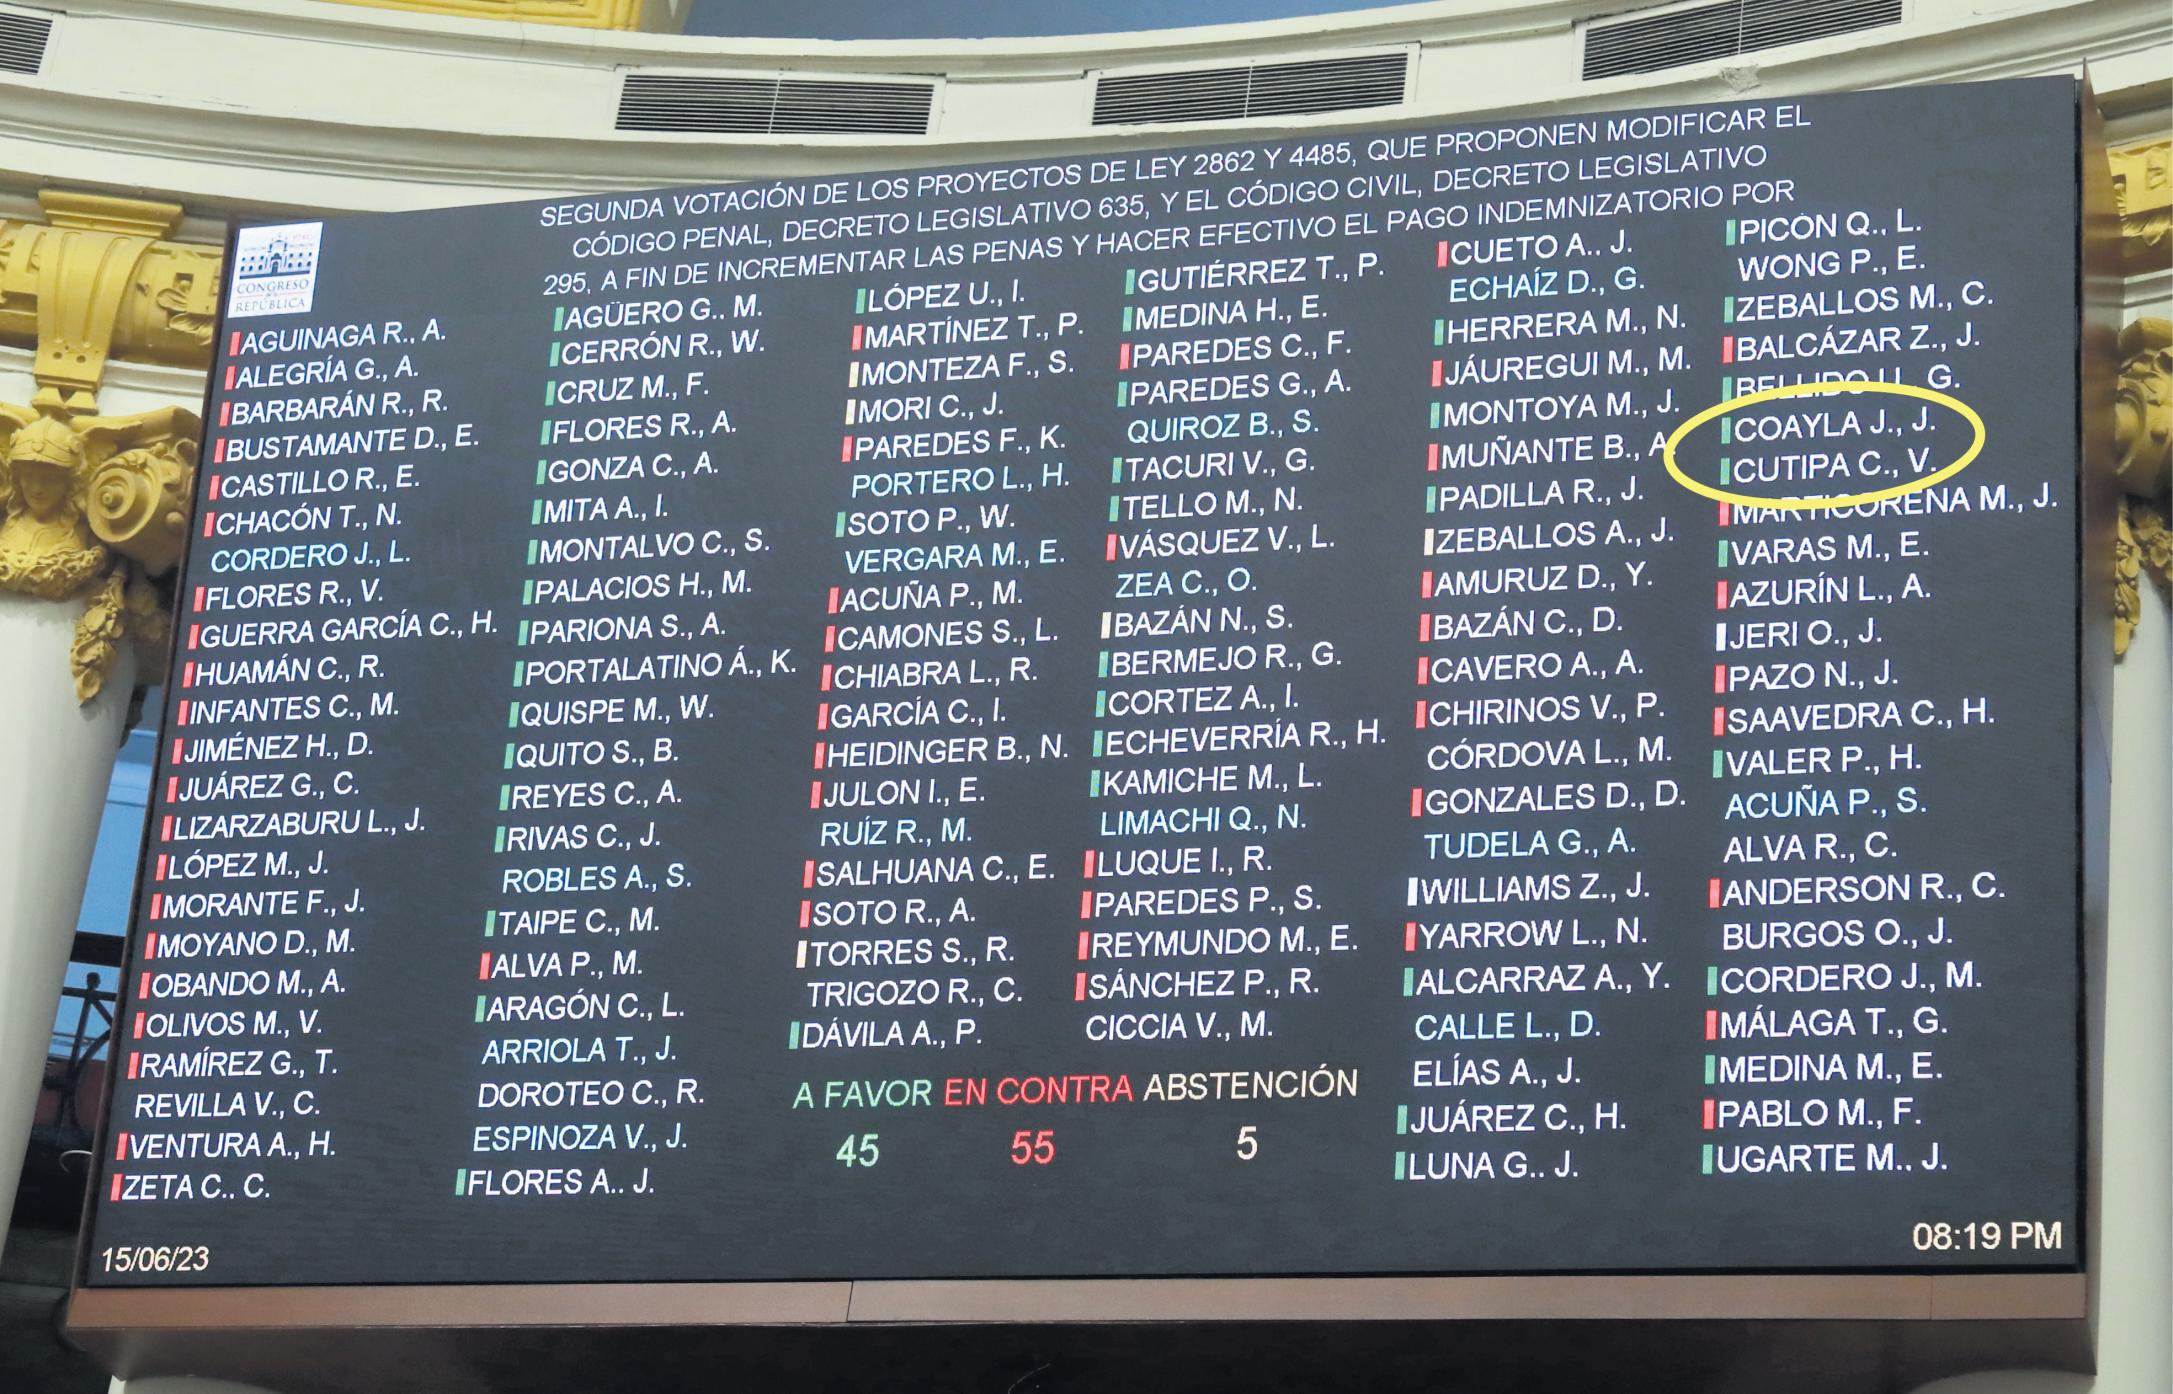 SEGUNDA VOTACIÓN DE LOS PROYECTOS DE LEY 2862 Y 4485, QUE PROPONEN MODIFICAR EL
CÓDIGO PENAL, DECRETO LEGISLATIVO 635, Y EL CÓDIGO CIVIL, DECRETO LEGISLATIVO
295, A FIN DE INCREMENTAR LAS PENAS Y HACER EFECTIVO EL PAGO INDEMNIZATORIO POR
CONGRESO
REPÚBLICA
AGUINAGA R., A.
ALEGRÍA G., A.
BARBARÁN R., R.
BUSTAMANTE D., E.
CASTILLO R., E.
CHACÓN T., N.
CORDERO J., L.
FLORES R., V.
GUERRA GARCÍA C., H.
HUAMÁN C., R.
INFANTES C., M.
JIMÉNEZ H., D.
JUÁREZ G., C.
LIZARZABURU L., J.
LÓPEZ M., J.
MORANTE F., J.
MOYANO D., M.
OBANDO M., A.
OLIVOS M., V.
RAMÍREZ G., T.
REVILLA V., C.
VENTURA A., H.
ZETA C.. C.
AGÜERO G.. M.
CERRÓN R., W.
CRUZ M., F.
FLORES R., A.
GONZA C., A.
MITA A., I.
MONTALVO C., S.
PALACIOS H., M.
PARIONA S., A.
PORTALATINO Á., K.
QUISPE M., W.
QUITO S., B.
REYES C., A.
RIVAS C., J.
ROBLES A., S.
TAIPE C., M.
ALVA P., M.
ARAGÓN C., L.
ARRIOLA T., J.
DOROTEO C., R.
ESPINOZA V., J.
FLORES A.. J.
LÓPEZ U., I.
MARTÍNEZ T., P.
MONTEZA F., S.
MORI C., J.
PAREDES F., K.
PORTERO L., H.
SOTO P., W.
VERGARA M., E.
ACUÑA P., M.
CAMONES S., L.
CHIABRA L., R.
GARCÍA C., I.
HEIDINGER B., N.
JULON I., E.
RUÍZ R., M.
SALHUANA C., E.
SOTO R., A.
TORRES S., R.
TRIGOZO R., C.
DÁVILA A., P.
GUTIÉRREZ T., P.
MEDINA H., E.
PAREDES C., F.
PAREDES G., A.
QUIROZ B., S.
TACURI V., G.
TELLO M., N.
VÁSQUEZ V., L.
ZEA C., O.
BAZÁN N., S.
BERMEJO R., G.
CORTEZ A., I.
ECHEVERRÍA R., H.
KAMICHE M., L.
LIMACHI Q., N.
LUQUE I., R.
PAREDES P., S.
REYMUNDO M., E.
SÁNCHEZ P., R.
CICCIA V., M.
CUETO A.. J.
ECHAÍZ D., G.
HERRERA M., N.
JÁUREGUI M., M.
MONTOYA M., J.
MUÑANTE B., A
PADILLA R., J.
ZEBALLOS A., J.
AMURUZ D., Y.
BAZÁN C., D.
CAVERO A., A.
CHIRINOS V., P.
CÓRDOVA L., M.
GONZALES D., D.
TUDELA G., A.
WILLIAMS Z., J.
YARROW L., N.
ALCARRAZ A., Y.
CALLE L., D.
ELÍAS A., J.
JUÁREZ C., H.
LUNA G.. J.
PICÓN Q., L.
WONG P., E.
ZEBALLOS M., C.
BALCÁZAR Z., J.
BELLIDO U., G.
COAYLA J., J.
CUTIPA C., V.
MARTICORENA M., J.
VARAS M., E.
AZURÍN L., A.
JERI O., J.
PAZO N., J.
SAAVEDRA C., H.
VALER P., H.
ACUÑA P., S.
ALVA R., C.
ANDERSON R., C.
BURGOS O., J.
CORDERO J., M.
MÁLAGA T., G.
MEDINA M., E.
PABLO M., F.
UGARTE M.. J.
A FAVOR EN CONTRA ABSTENCIÓN
45 55 5
15/06/23
08:19 PM